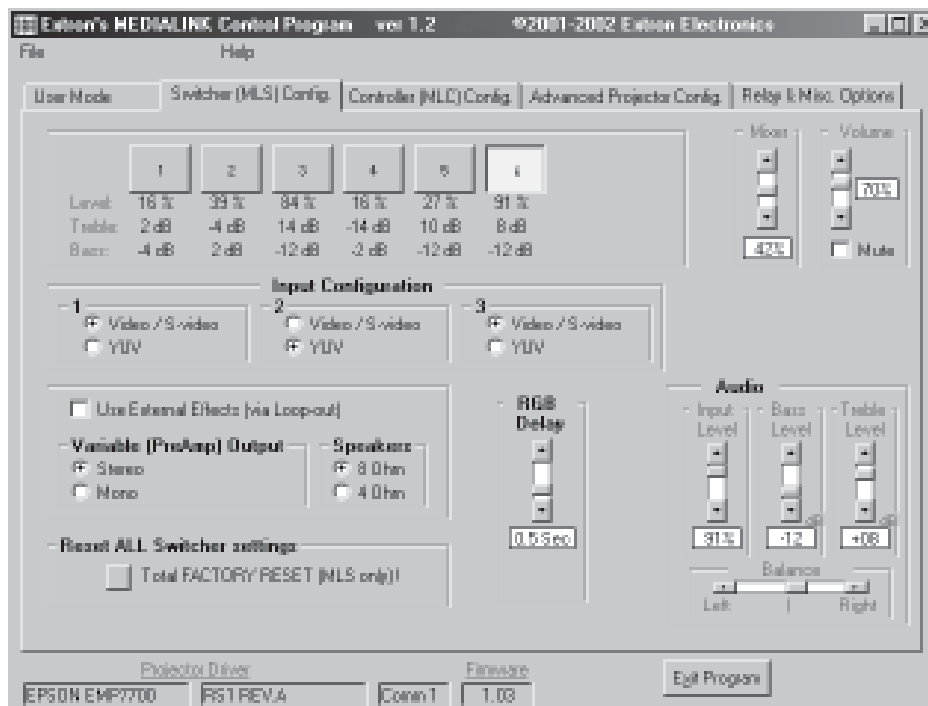 Extron's MEDIALINK Control Program ver 1.2 ©2001-2002 Extron Electronics
File Help
User Mode Switcher (MLS) Config. Controller (MLC) Config. Advanced Projector Config. Relay & Misc. Options
Mixer Volume
1 2 3 4 5 6
Level: 16 % 39 % 84 % 16 % 27 % 91 %
70%
Treble: 2 dB -4 dB 14 dB -14 dB 10 dB 8 dB
Bass: -4 dB 2 dB -12 dB -2 dB -12 dB -12 dB
42% Mute
Input Configuration
1 2 3
Video / S-video Video / S-video Video / S-video
YUV YUV YUV
Use External Effects (via Loop-out)
RGB Delay
Audio
Input Level Bass Level Treble Level
Variable (PreAmp) Output Speakers
Stereo 8 Ohm
Mono 4 Ohm
dB dB
0.5 Sec 91% -12 +08
Reset ALL Switcher settings
Total FACTORY RESET (MLS only)!
Balance
Left | Right
Projector Driver Firmware
EPSON EMP7700 RS1 REV.A Comm 1 1.03
Exit Program